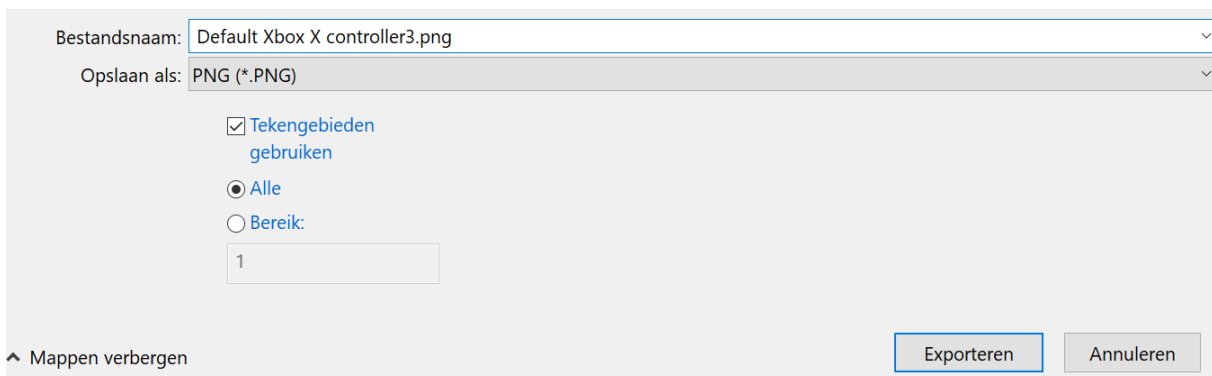 Bestandsnaam: Default Xbox X controller3.png
Opslaan als: PNG (*.PNG)
Tekengebieden
gebruiken
Alle
Bereik:
1
Mappen verbergen Exporteren Annuleren